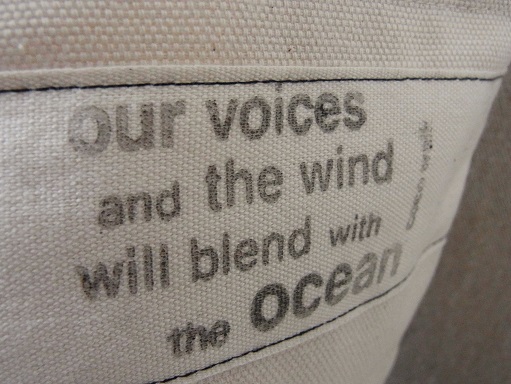 our voices
and the wind
will blend with
the ocean